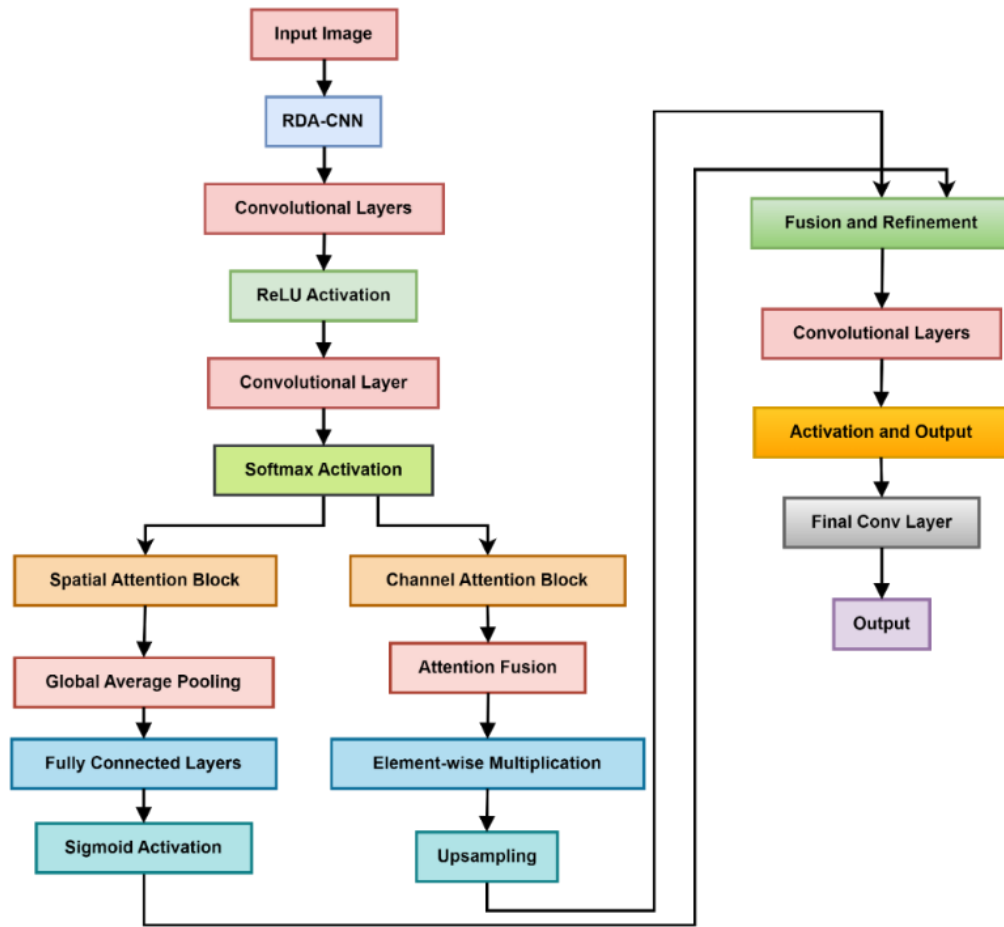 Input Image
RDA-CNN
Convolutional Layers
ReLU Activation
Convolutional Layer
Softmax Activation
Spatial Attention Block
Global Average Pooling
Fully Connected Layers
Sigmoid Activation
Channel Attention Block
Attention Fusion
Element-wise Multiplication
Upsampling
Fusion and Refinement
Convolutional Layers
Activation and Output
Final Conv Layer
Output